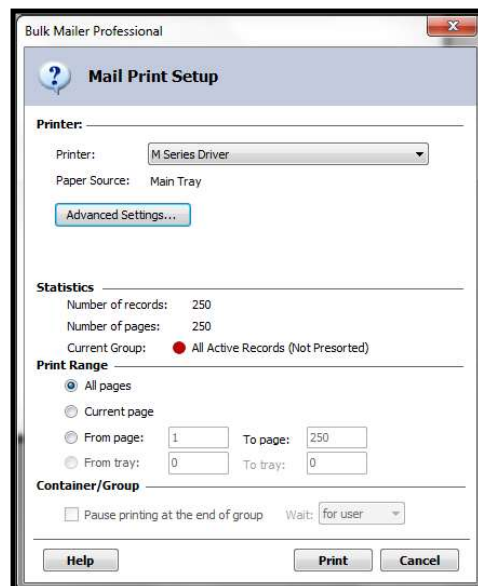 Bulk Mailer Professional
Mail Print Setup
Printer:
Printer: M Series Driver
Paper Source: Main Tray
Advanced Settings...
Statistics
Number of records: 250
Number of pages: 250
Current Group: All Active Records (Not Presorted)
Print Range
All pages
Current page
From page: 1 To page: 250
From tray: 0 To tray: 0
Container/Group
Pause printing at the end of group Wait: for user
Help Print Cancel